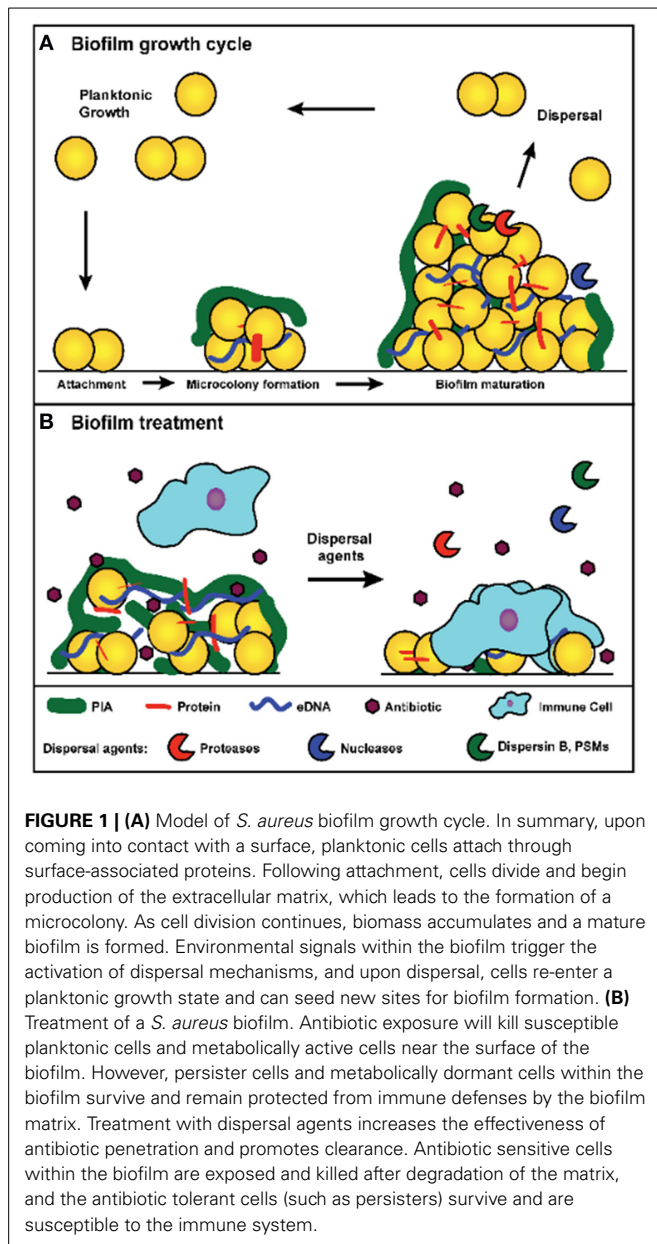 A Biofilm growth cycle
Planktonic
Growth
Dispersal
Attachment
Microcolony formation
Biofilm maturation
B Biofilm treatment
Dispersal
agents
PIA
Protein
eDNA
Antibiotic
Immune Cell
Dispersal agents:
Proteases
Nucleases
Dispersin B, PSMs
FIGURE 1 | (A) Model of S. aureus biofilm growth cycle. In summary, upon
coming into contact with a surface, planktonic cells attach through
surface-associated proteins. Following attachment, cells divide and begin
production of the extracellular matrix, which leads to the formation of a
microcolony. As cell division continues, biomass accumulates and a mature
biofilm is formed. Environmental signals within the biofilm trigger the
activation of dispersal mechanisms, and upon dispersal, cells re-enter a
planktonic growth state and can seed new sites for biofilm formation. (B)
Treatment of a S. aureus biofilm. Antibiotic exposure will kill susceptible
planktonic cells and metabolically active cells near the surface of the
biofilm. However, persister cells and metabolically dormant cells within the
biofilm survive and remain protected from immune defenses by the biofilm
matrix. Treatment with dispersal agents increases the effectiveness of
antibiotic penetration and promotes clearance. Antibiotic sensitive cells
within the biofilm are exposed and killed after degradation of the matrix,
and the antibiotic tolerant cells (such as persisters) survive and are
susceptible to the immune system.